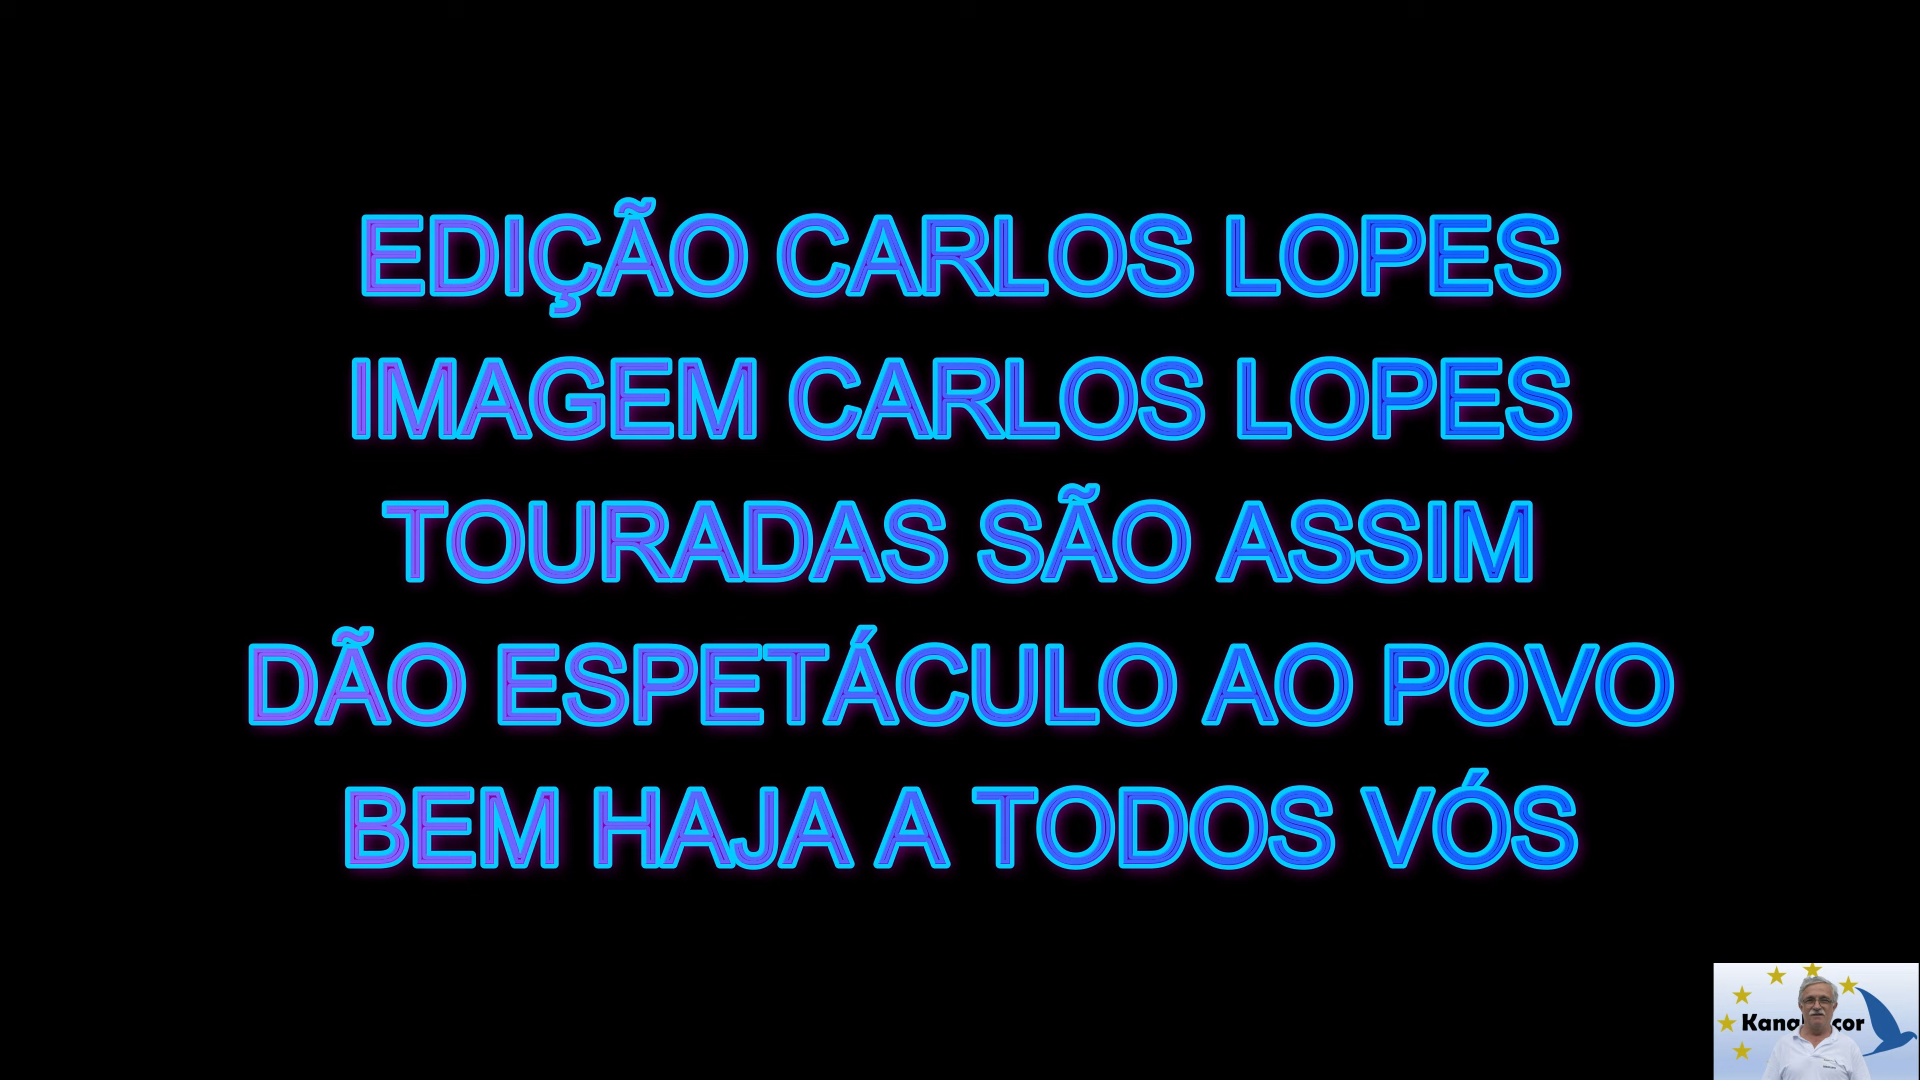 EDIÇÃO CARLOS LOPES
IMAGEM CARLOS LOPES
TOURADAS SÃO ASSIM
DÃO ESPETÁCULO AO POVO
BEM HAJA A TODOS VÓS